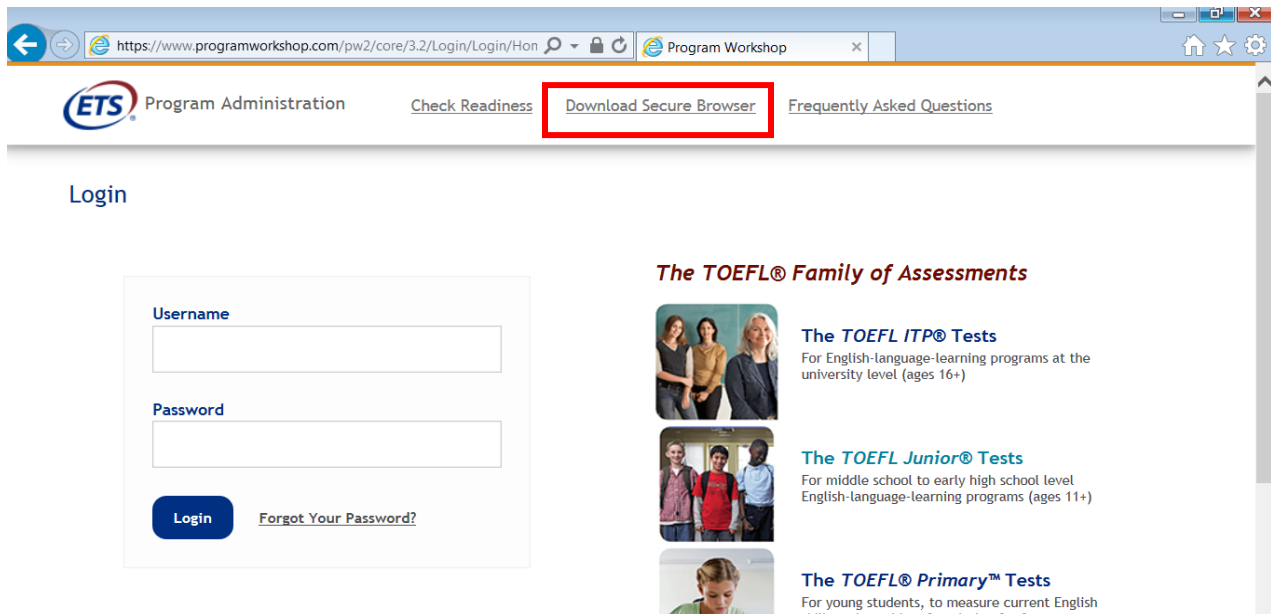 https://www.programworkshop.com/pw2/core/3.2/Login/Login/Hon
Program Workshop
ETS Program Administration
Check Readiness
Download Secure Browser
Frequently Asked Questions
Login
Username
Password
Login
Forgot Your Password?
The TOEFL® Family of Assessments
The TOEFL ITP® Tests
For English-language-learning programs at the
university level (ages 16+)
The TOEFL Junior® Tests
For middle school to early high school level
English-language-learning programs (ages 11+)
The TOEFL® Primary™ Tests
For young students, to measure current English